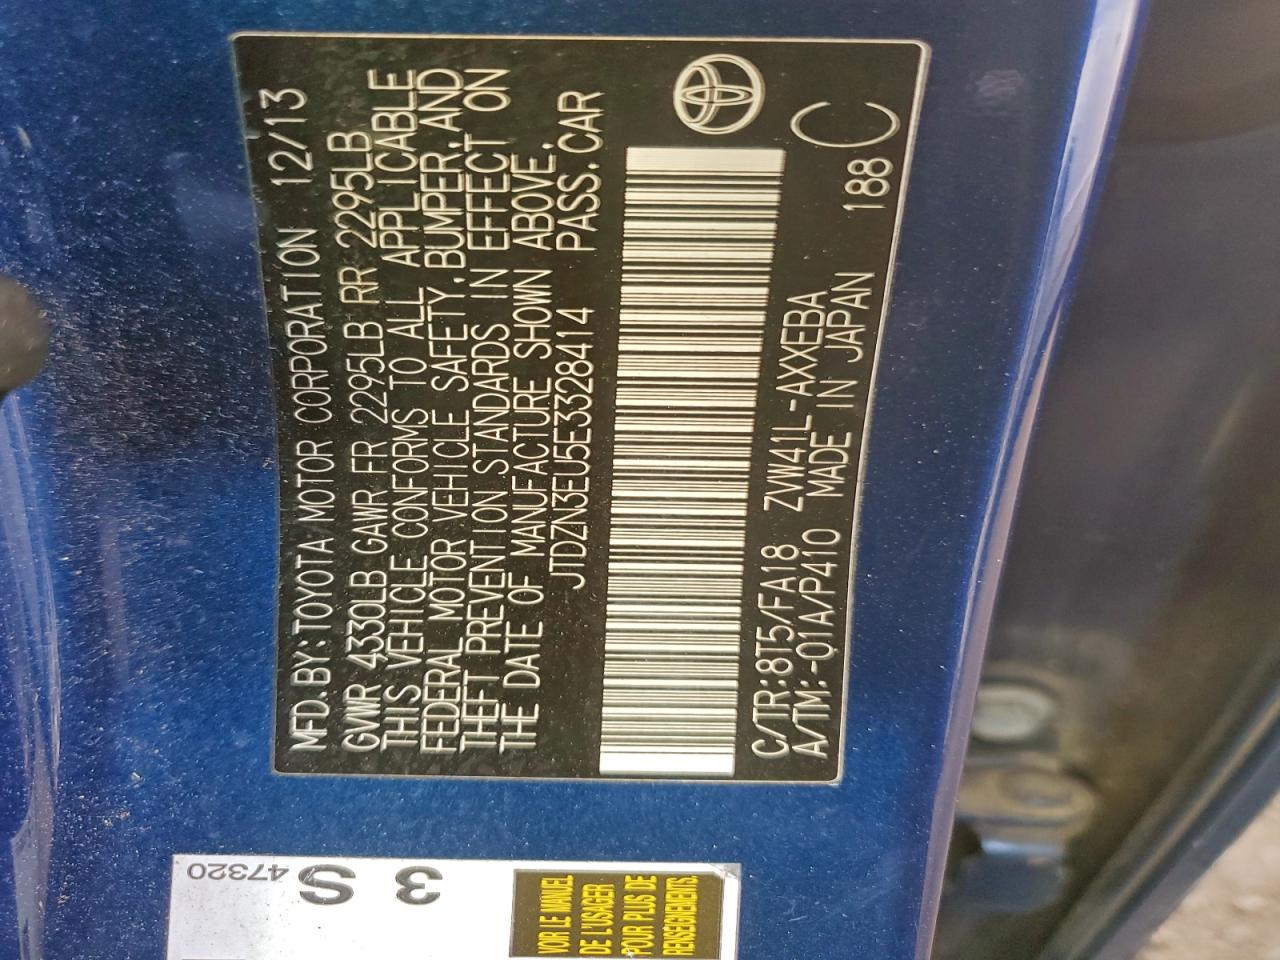 MFD.BY:TOYOTA MOTOR CORPORATION 12/13
GVWR 4330LB GAWR FR 2295LB RR 2295LB
THIS VEHICLE CONFORMS TO ALL APPLICABLE
FEDERAL MOTOR VEHICLE SAFETY, BUMPER, AND
THEFT PREVENTION STANDARDS IN EFFECT ON
THE DATE OF MANUFACTURE SHOWN ABOVE.
JTDZN3EU5E3328414 PASS.CAR
C/TR:8T5/FA18 ZVW41L-AXXEBA 188 C
A/TM:-01A/P410 MADE IN JAPAN
3 S 47320
VOIR LE MANUEL
DE L'USAGER
POUR PLUS DE
RENSEIGNEMENTS.